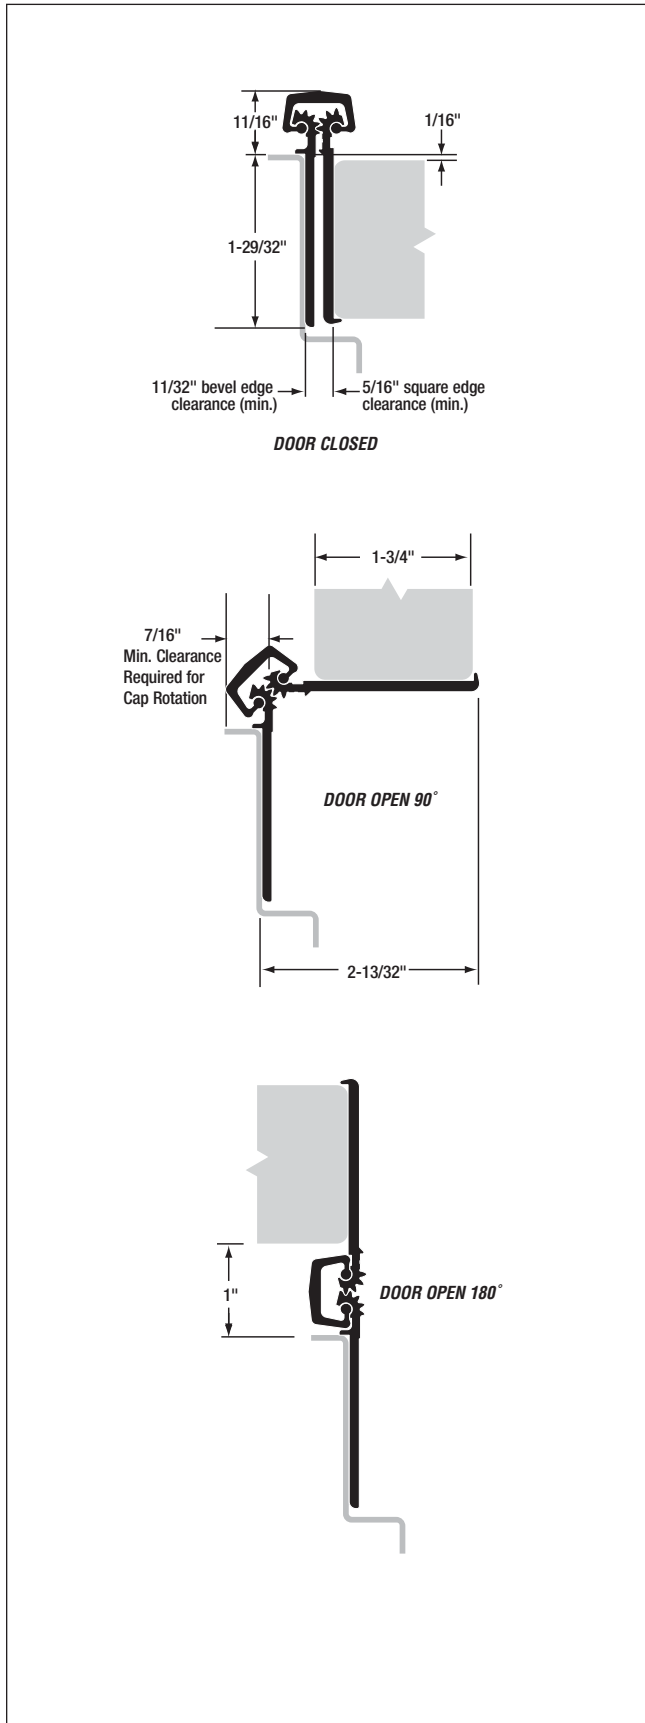 11/16"
1/16"
1-29/32"
11/32" bevel edge
clearance (min.)
5/16" square edge
clearance (min.)
DOOR CLOSED
1-3/4"
7/16"
Min. Clearance
Required for
Cap Rotation
DOOR OPEN 90°
2-13/32"
1"
DOOR OPEN 180°